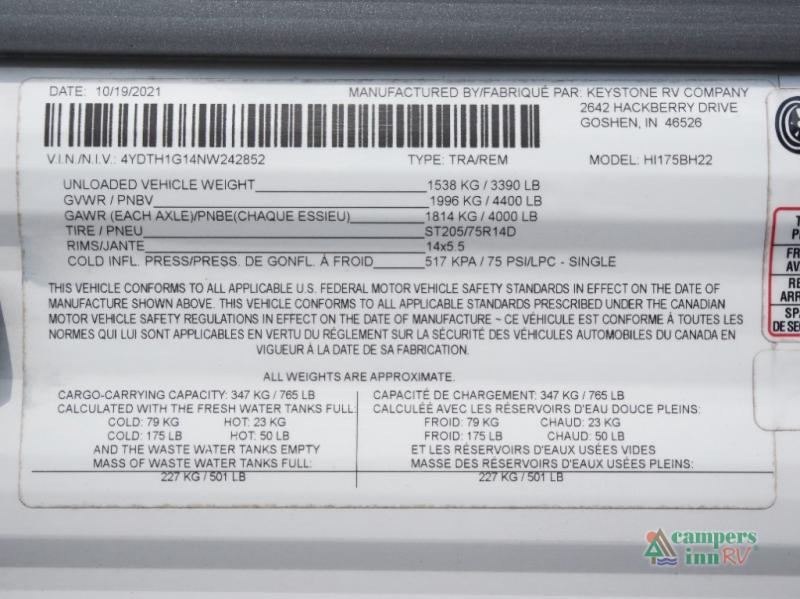 DATE: 10/19/2021
MANUFACTURED BY/FABRIQUÉ PAR: KEYSTONE RV COMPANY
2642 HACKBERRY DRIVE
GOSHEN, IN 46526
V.I.N./N.I.V.: 4YDTH1G14NW242852 TYPE: TRA/REM MODEL: HI175BH22
UNLOADED VEHICLE WEIGHT 1538 KG / 3390 LB
GVWR / PNBV 1996 KG / 4400 LB
GAWR (EACH AXLE)/PNBE(CHAQUE ESSIEU) 1814 KG / 4000 LB
TIRE / PNEU ST205/75R14D
RIMS/JANTE 14x5.5
COLD INFL. PRESS/PRESS. DE GONFL. À FROID 517 KPA / 75 PSI/LPC - SINGLE
THIS VEHICLE CONFORMS TO ALL APPLICABLE U.S. FEDERAL MOTOR VEHICLE SAFETY STANDARDS IN EFFECT ON THE DATE OF
MANUFACTURE SHOWN ABOVE. THIS VEHICLE CONFORMS TO ALL APPLICABLE STANDARDS PRESCRIBED UNDER THE CANADIAN
MOTOR VEHICLE SAFETY REGULATIONS IN EFFECT ON THE DATE OF MANUFACTURE ~ CE VÉHICULE EST CONFORME À TOUTES LES
NORMES QUI LUI SONT APPLICABLES EN VERTU DU RÉGLEMENT SUR LA SÉCURITÉ DES VÉHICULES AUTOMOBILES DU CANADA EN
VIGUEUR À LA DATE DE SA FABRICATION.
ALL WEIGHTS ARE APPROXIMATE.
CARGO-CARRYING CAPACITY: 347 KG / 765 LB
CALCULATED WITH THE FRESH WATER TANKS FULL:
COLD: 79 KG HOT: 23 KG
COLD: 175 LB HOT: 50 LB
AND THE WASTE WATER TANKS EMPTY
MASS OF WASTE WATER TANKS FULL:
227 KG / 501 LB
CAPACITÉ DE CHARGEMENT: 347 KG / 765 LB
CALCULÉE AVEC LES RÉSERVOIRS D'EAU DOUCE PLEINS:
FROID: 79 KG CHAUD: 23 KG
FROID: 175 LB CHAUD: 50 LB
ET LES RÉSERVOIRS D'EAUX USÉES VIDES
MASSE DES RÉSERVOIRS D'EAUX USÉES PLEINS:
227 KG / 501 LB
campers
inn RV